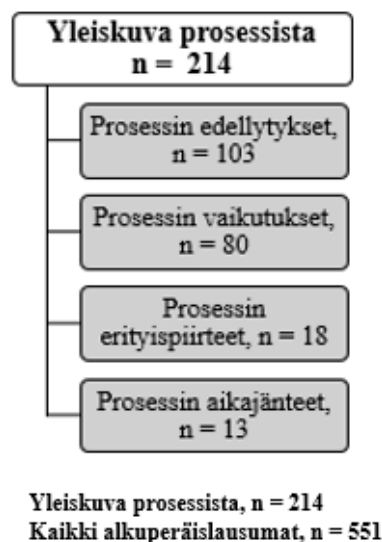 Yleiskuva prosessista
n = 214
Prosessin edellytykset,
n = 103
Prosessin vaikutukset,
n = 80
Prosessin
erityispiirteet, n = 18
Prosessin aikajänteet,
n = 13
Yleiskuva prosessista, n = 214
Kaikki alkuperäislausumat, n = 551